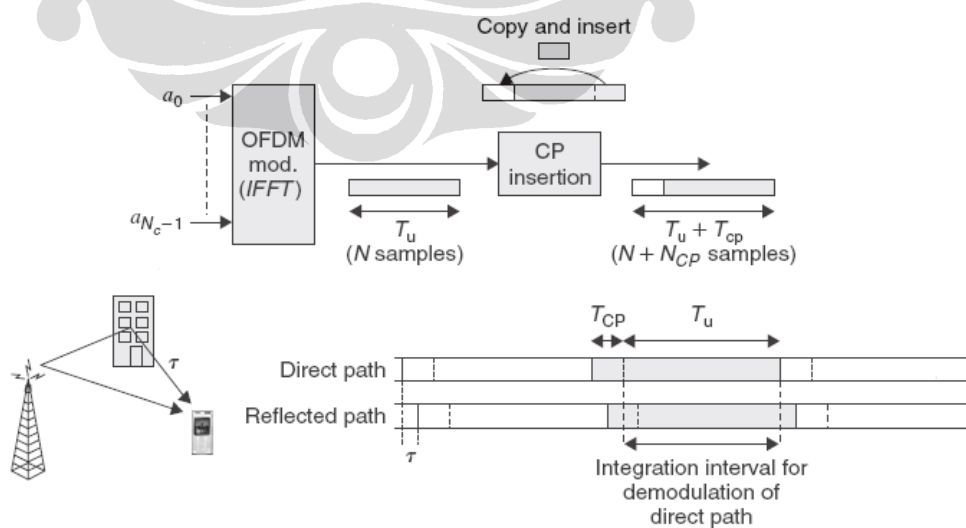 Copy and insert
a0
OFDM
mod.
(IFFT)
aNc−1
CP
insertion
Tu
(N samples)
Tu + Tcp
(N + NCP samples)
TCP
Tu
τ
Direct path
Reflected path
τ
Integration interval for
demodulation of
direct path